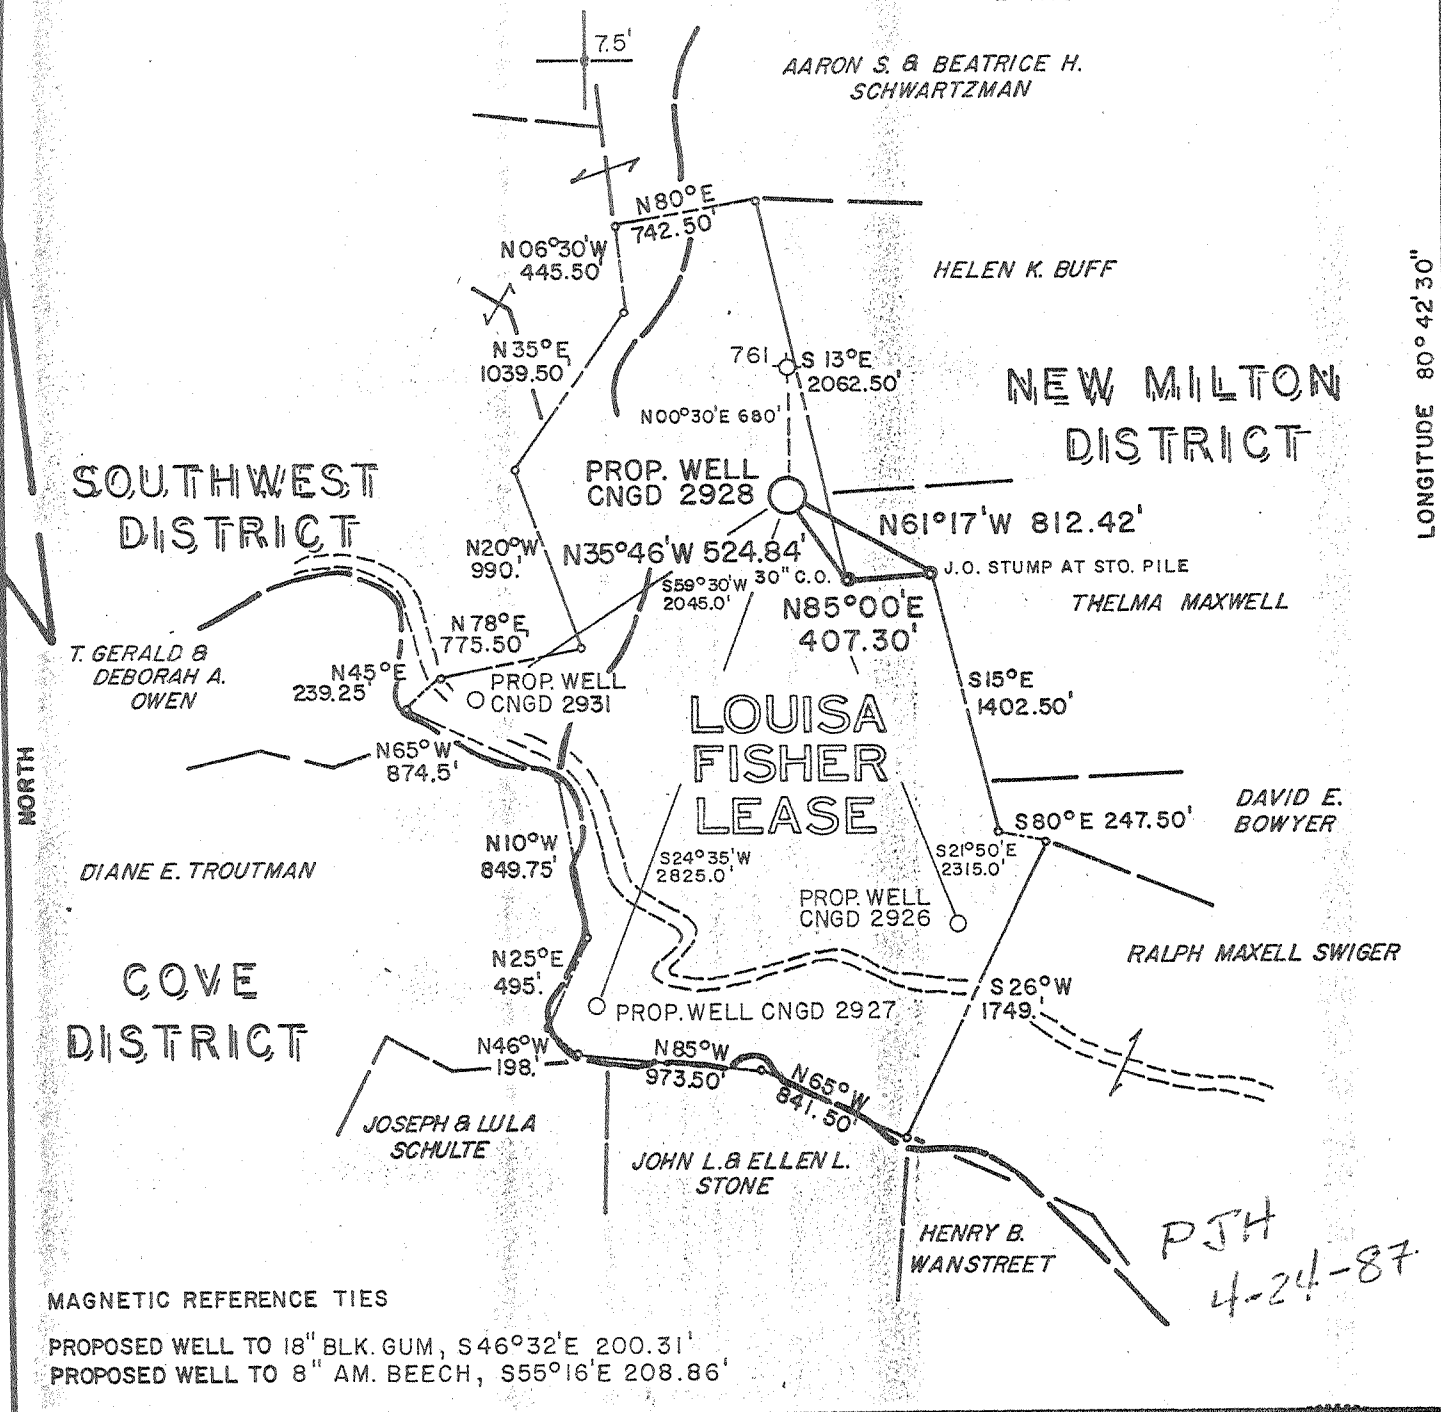 7.5'
AARON S. & BEATRICE H.
SCHWARTZMAN
N80°E
742.50'
N06°30'W
445.50'
HELEN K. BUFF
LONGITUDE 80°42'30"
N35°E
1039.50'
761
S 13°E
2062.50'
NEW MILTON
DISTRICT
N00°30'E 680'
SOUTHWEST
DISTRICT
PROP. WELL
CNGD 2928
N61°17'W 812.42'
N20°W
990.'
N35°46'W 524.84'
S59°30'W
2045.0'
30" C.O.
J.O. STUMP AT STO. PILE
N85°00'E
407.30'
THELMA MAXWELL
N78°E
775.50'
T. GERALD &
DEBORAH A.
OWEN
N45°E
239.25'
PROP. WELL
CNGD 2931
S15°E
1402.50'
LOUISA
FISHER
LEASE
N65°W
874.5'
NORTH
DAVID E.
BOWYER
S80°E 247.50'
N10°W
849.75'
S24°35'W
2825.0'
S21°50'E
2315.0'
DIANE E. TROUTMAN
PROP. WELL
CNGD 2926
RALPH MAXELL SWIGER
COVE
DISTRICT
N25°E
495.'
S26°W
1749.'
PROP. WELL CNGD 2927
N46°W
198.'
N85°W
973.50'
N65°W
841.50'
JOSEPH & LULA
SCHULTE
JOHN L. & ELLEN L.
STONE
HENRY B.
WANSTREET
PJH
4-24-87
MAGNETIC REFERENCE TIES
PROPOSED WELL TO 18" BLK. GUM, S46°32'E 200.31'
PROPOSED WELL TO 8" AM. BEECH, S55°16'E 208.86'